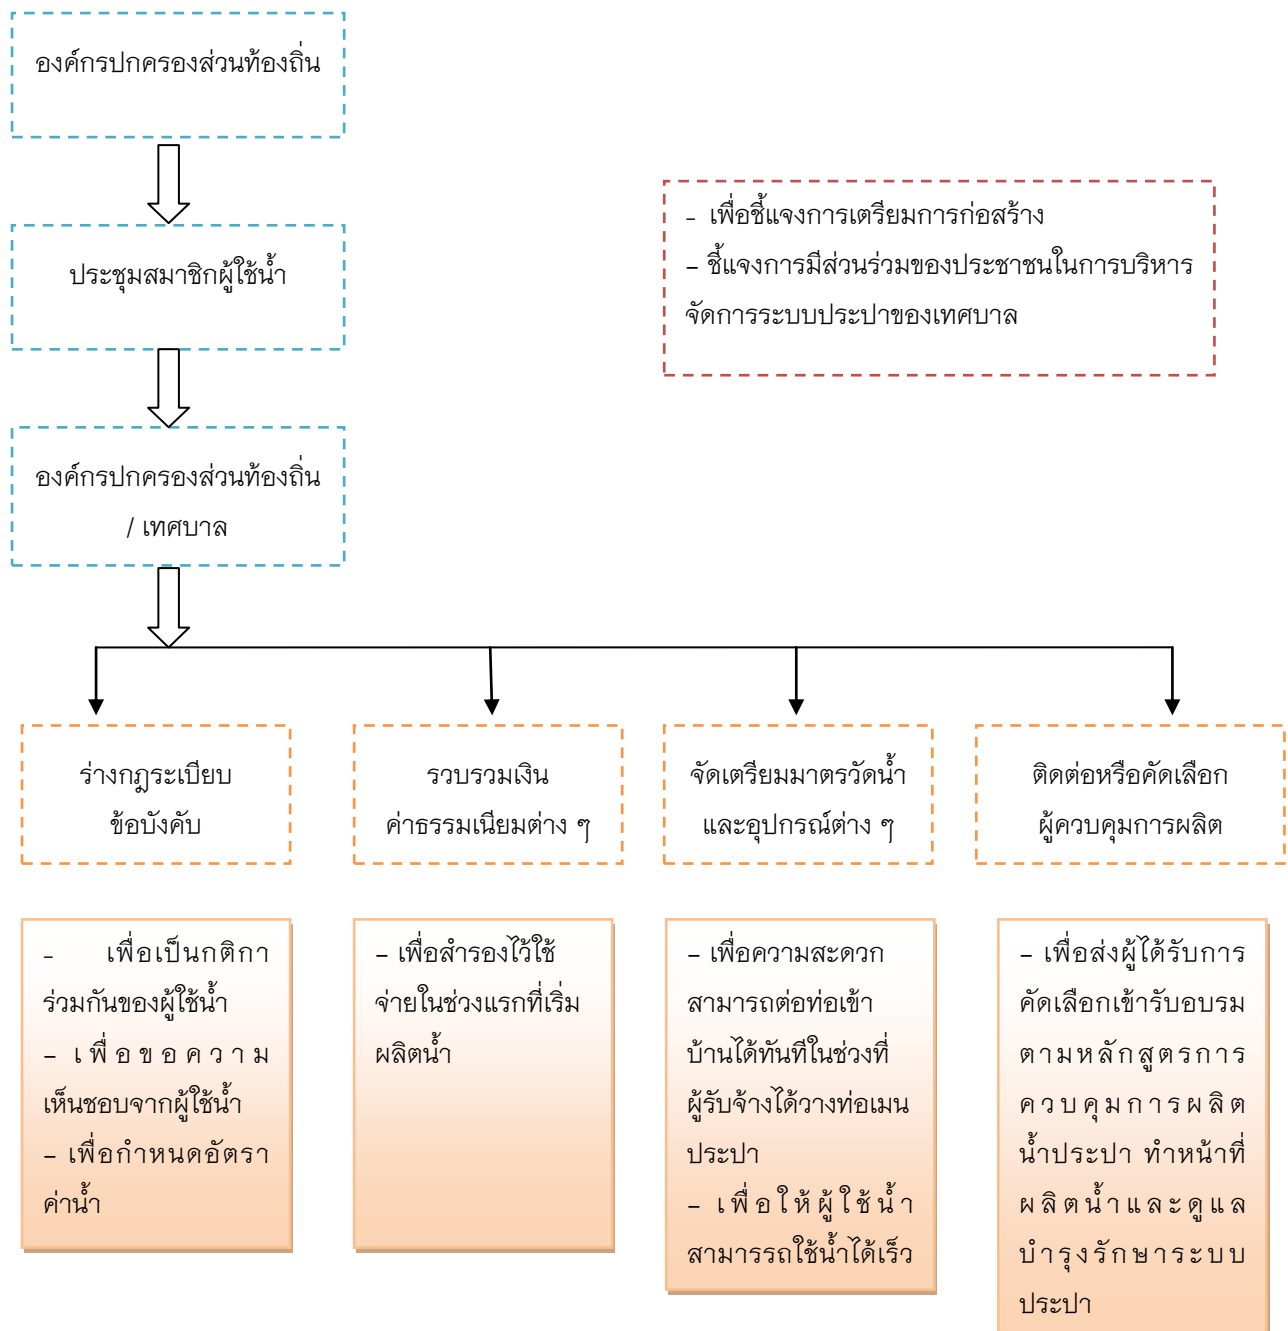 องค์กรปกครองส่วนท้องถิ่น
ประชุมสมาชิกผู้ใช้น้ำ
- เพื่อชี้แจงการเตรียมการก่อสร้าง
– ชี้แจงการมีส่วนร่วมของประชาชนในการบริหาร
จัดการระบบประปาของเทศบาล
องค์กรปกครองส่วนท้องถิ่น
/ เทศบาล
ร่างกฎระเบียบ
ข้อบังคับ
รวบรวมเงิน
ค่าธรรมเนียมต่าง ๆ
จัดเตรียมมาตรวัดน้ำ
และอุปกรณ์ต่าง ๆ
ติดต่อหรือคัดเลือก
ผู้ควบคุมการผลิต
- เพื่อเป็นกติกา
ร่วมกันของผู้ใช้น้ำ
– เพื่อขอความ
เห็นชอบจากผู้ใช้น้ำ
– เพื่อกำหนดอัตรา
ค่าน้ำ
– เพื่อสำรองไว้ใช้
จ่ายในช่วงแรกที่เริ่ม
ผลิตน้ำ
– เพื่อความสะดวก
สามารถต่อท่อเข้า
บ้านได้ทันทีในช่วงที่
ผู้รับจ้างได้วางท่อเมน
ประปา
– เพื่อให้ผู้ใช้น้ำ
สามารรถใช้น้ำได้เร็ว
– เพื่อส่งผู้ได้รับการ
คัดเลือกเข้ารับอบรม
ตามหลักสูตรการ
ควบคุมการผลิต
น้ำประปา ทำหน้าที่
ผลิตน้ำและดูแล
บำรุงรักษาระบบ
ประปา